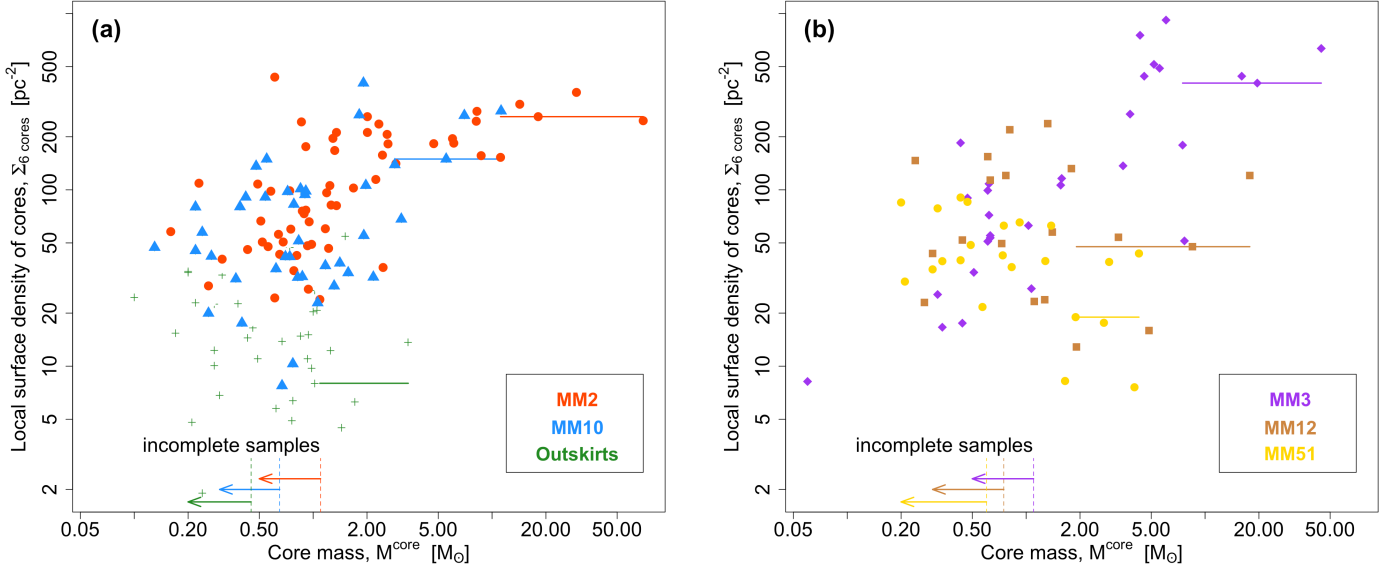 (a)
Local surface density of cores, Σ6 cores [pc-2]
500
200
100
50
20
10
5
2
incomplete samples
MM2
MM10
Outskirts
0.05 0.20 0.50 2.00 5.00 20.00 50.00
Core mass, Mcore [M⊙]
(b)
Local surface density of cores, Σ6 cores [pc-2]
500
200
100
50
20
10
5
2
incomplete samples
MM3
MM12
MM51
0.05 0.20 0.50 2.00 5.00 20.00 50.00
Core mass, Mcore [M⊙]